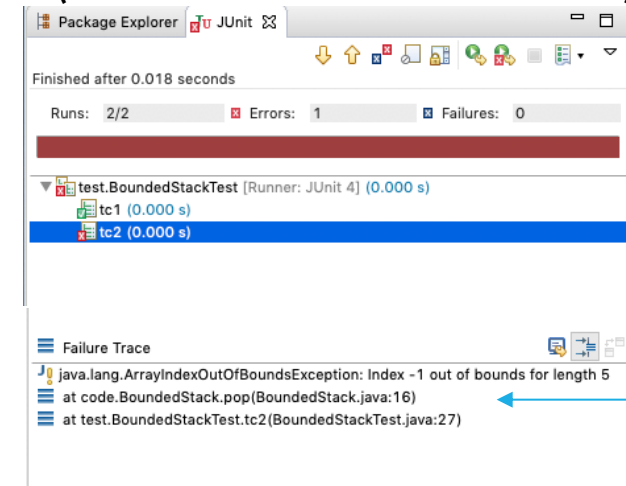 Package Explorer JUnit
Finished after 0.018 seconds
Runs: 2/2 Errors: 1 Failures: 0
test.BoundedStackTest [Runner: JUnit 4] (0.000 s)
tc1 (0.000 s)
tc2 (0.000 s)
Failure Trace
java.lang.ArrayIndexOutOfBoundsException: Index -1 out of bounds for length 5
at code.BoundedStack.pop(BoundedStack.java:16)
at test.BoundedStackTest.tc2(BoundedStackTest.java:27)